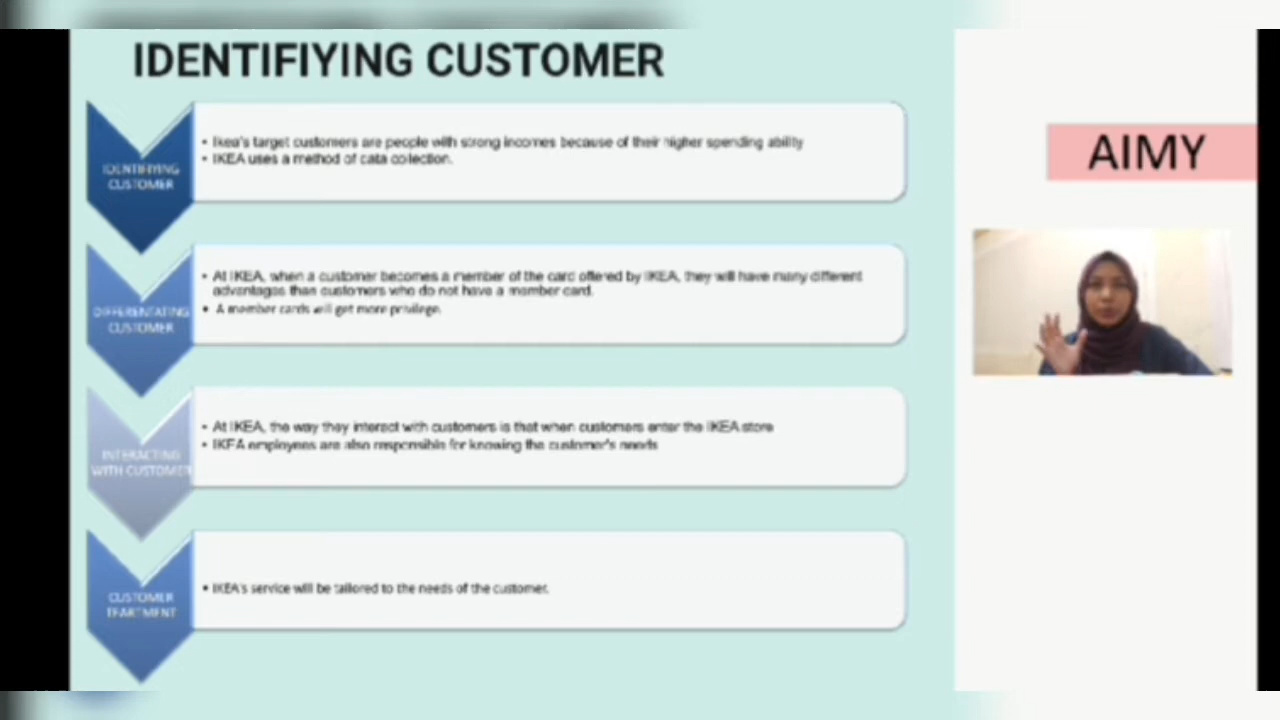 IDENTIFIYING CUSTOMER
IDENTIFIYING
CUSTOMER
• Ikea's target customers are people with strong incomes because of their higher spending ability
• IKEA uses a method of cata collection.
AIMY
DIFFERENTATING
CUSTOMER
• At IKEA, when a customer becomes a member of the card offered by IKEA, they will have many different
advantages than customers who do not have a member card.
• A member cards will get more privilege.
INTERACTING
WITH CUSTOMER
• At IKEA, the way they interact with customers is that when customers enter the IKEA store
• IKEA employees are also responsible for knowing the customer's needs
CUSTOMER
TEARTMENT
• IKEA's service will be tailored to the needs of the customer.